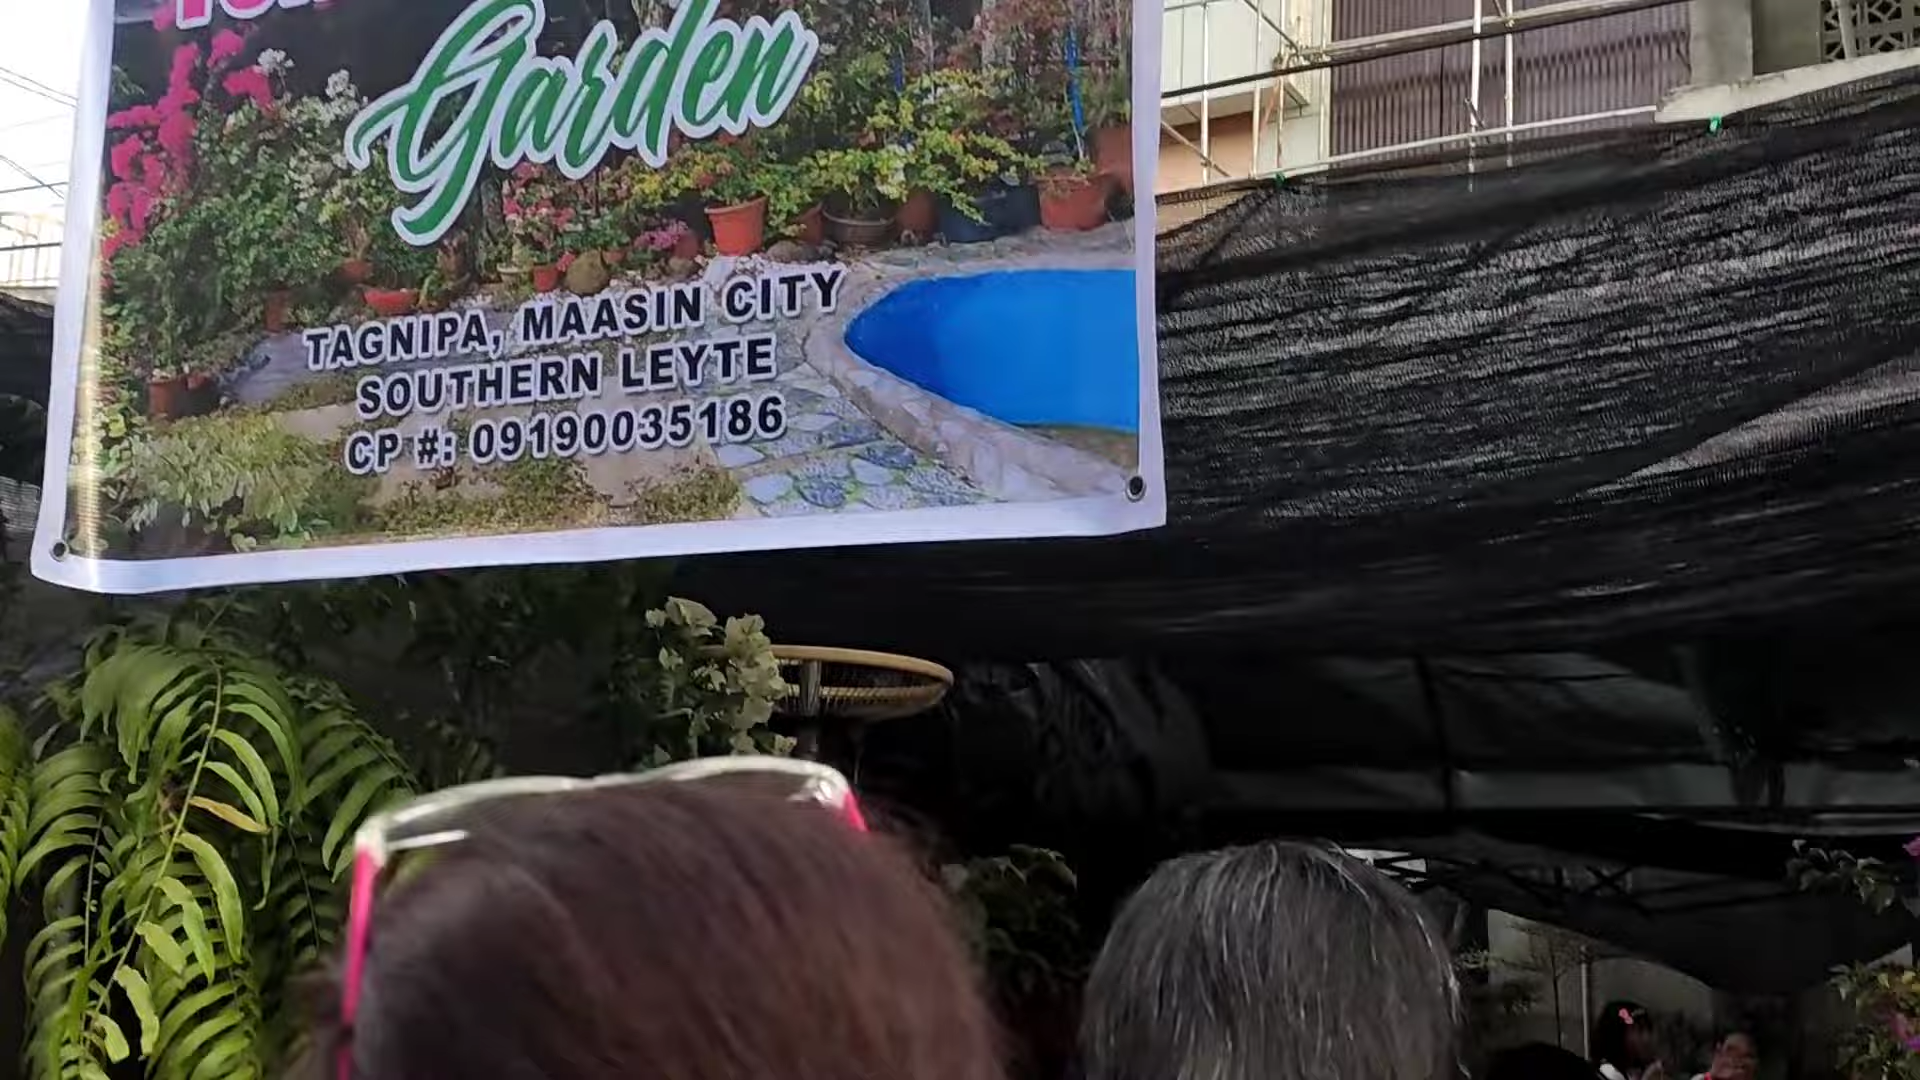 Garden
TAGNIPA, MAASIN CITY
SOUTHERN LEYTE
CP #: 09190035186